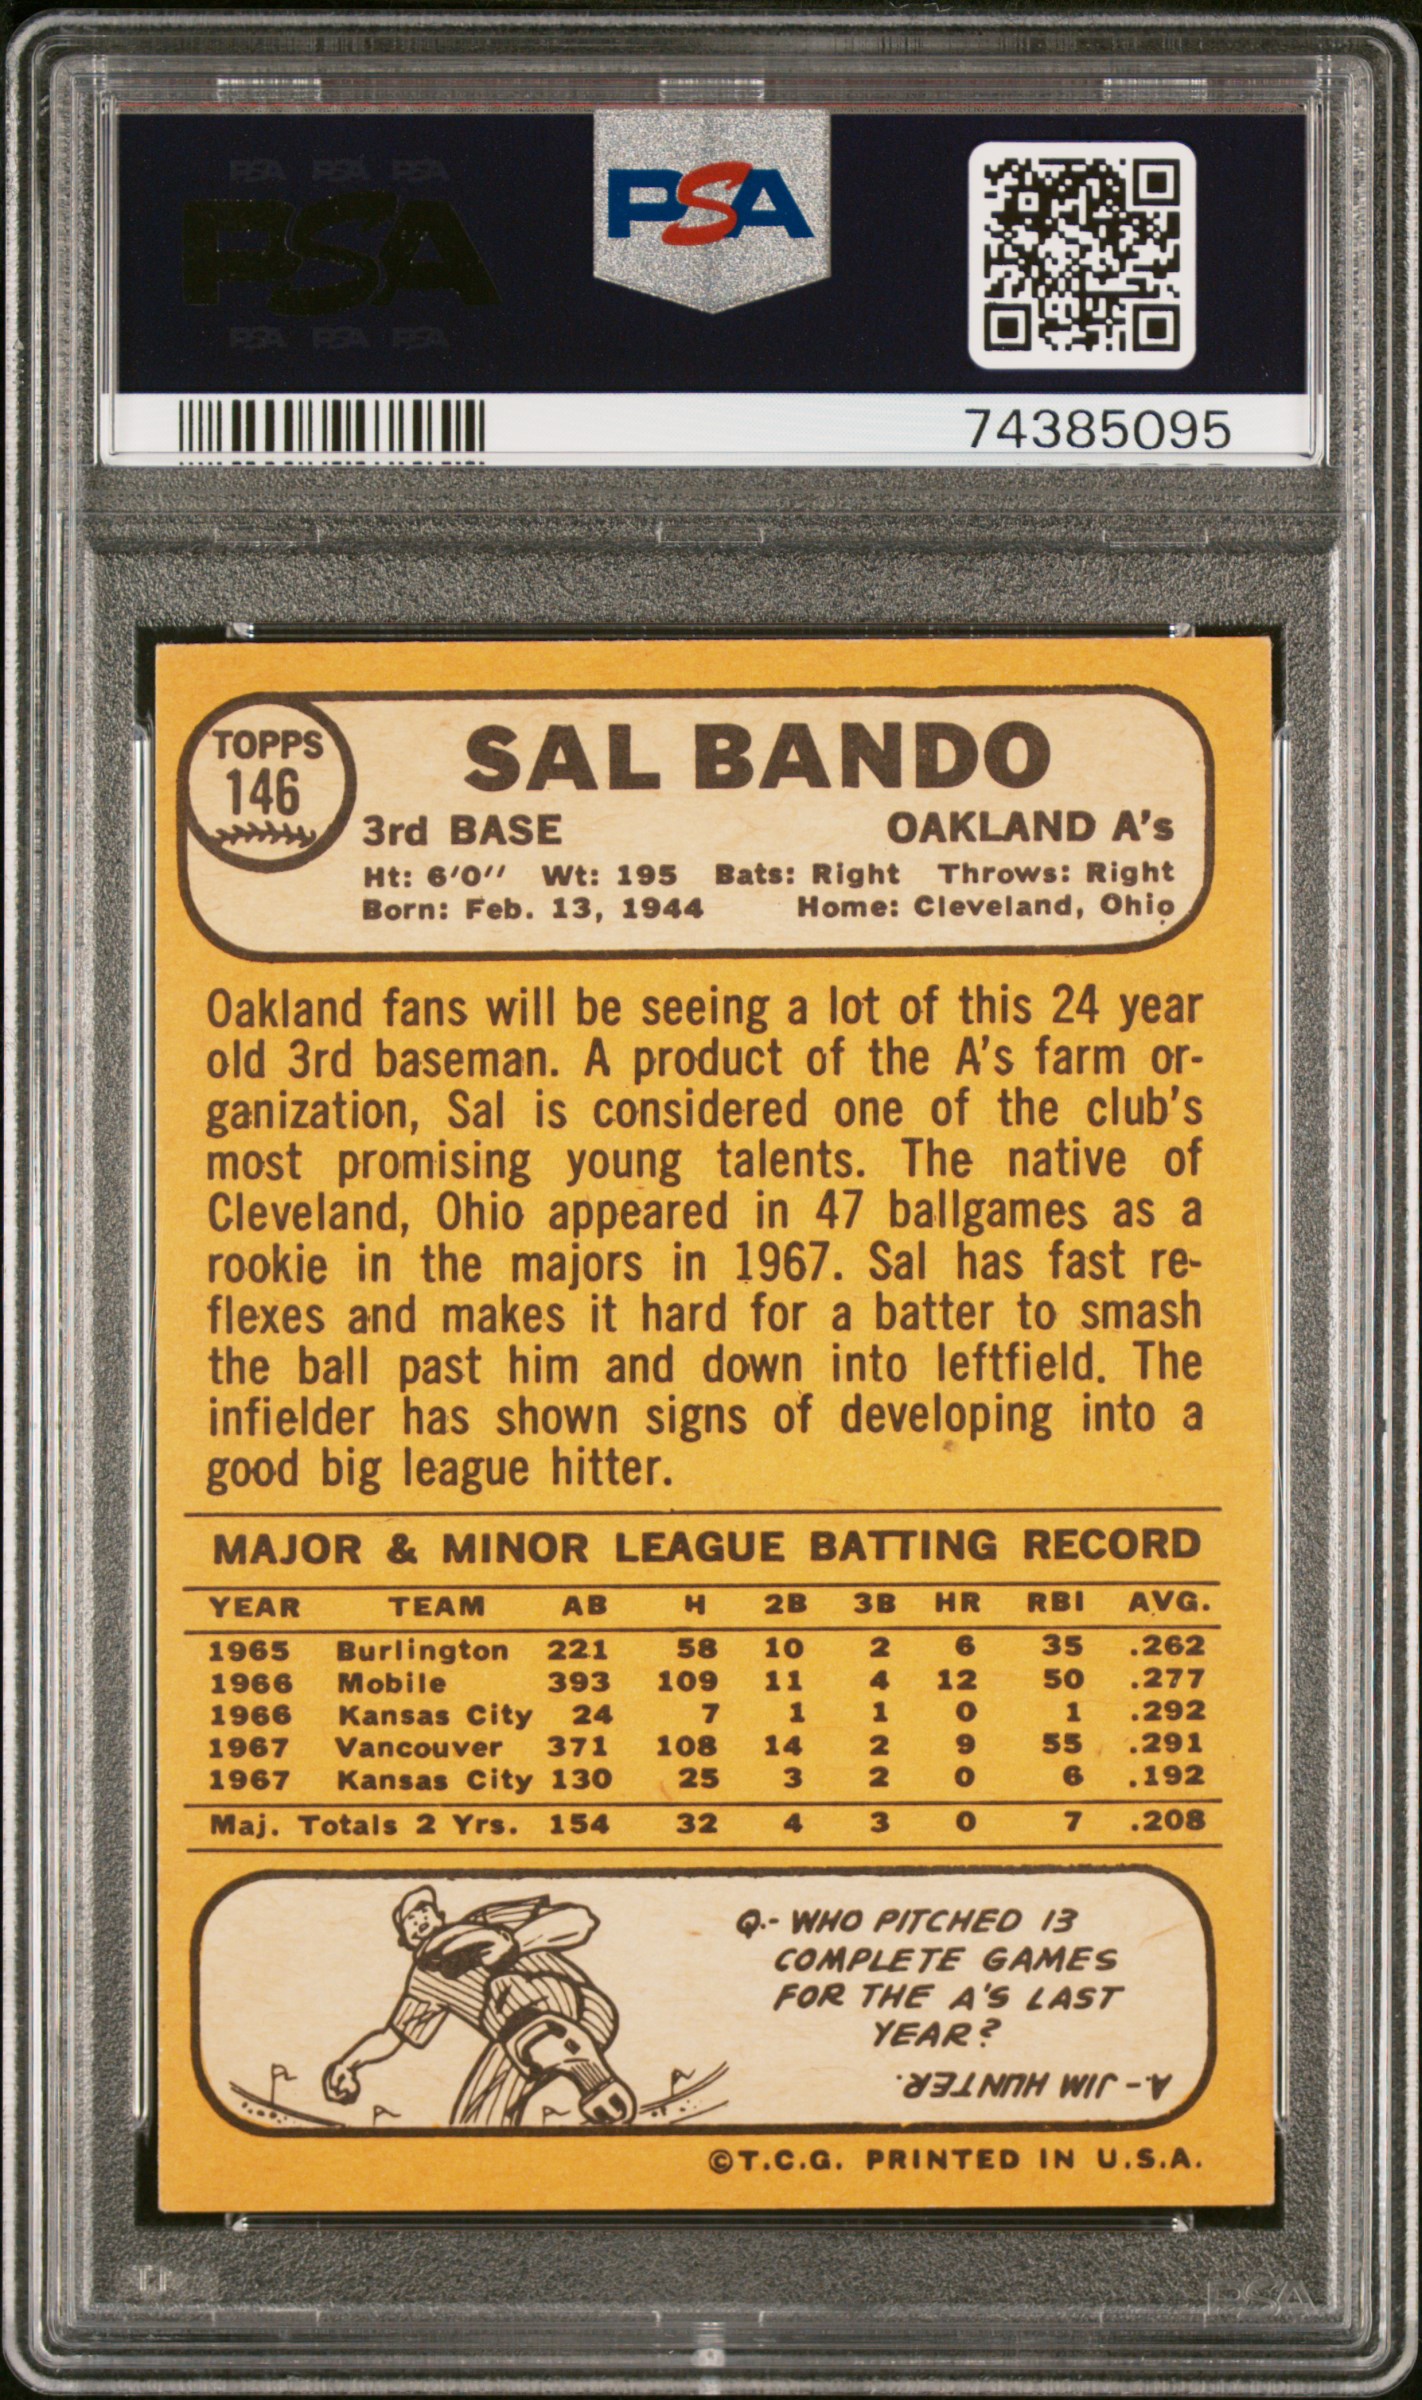 PSA PSA PSA
PSA
PSA PSA PSA
PSA
74385095
TOPPS
146
SAL BANDO
3rd BASE OAKLAND A's
Ht: 6'0" Wt: 195 Bats: Right Throws: Right
Born: Feb. 13, 1944 Home: Cleveland, Ohio
Oakland fans will be seeing a lot of this 24 year
old 3rd baseman. A product of the A's farm or-
ganization, Sal is considered one of the club's
most promising young talents. The native of
Cleveland, Ohio appeared in 47 ballgames as a
rookie in the majors in 1967. Sal has fast re-
flexes and makes it hard for a batter to smash
the ball past him and down into leftfield. The
infielder has shown signs of developing into a
good big league hitter.
MAJOR & MINOR LEAGUE BATTING RECORD
YEAR TEAM AB H 2B 3B HR RBI AVG.
1965 Burlington 221 58 10 2 6 35 .262
1966 Mobile 393 109 11 4 12 50 .277
1966 Kansas City 24 7 1 1 0 1 .292
1967 Vancouver 371 108 14 2 9 55 .291
1967 Kansas City 130 25 3 2 0 6 .192
Maj. Totals 2 Yrs. 154 32 4 3 0 7 .208
Q.- WHO PITCHED 13
COMPLETE GAMES
FOR THE A'S LAST
YEAR?
A.- JIM HUNTER.
©T.C.G. PRINTED IN U.S.A.
PSA